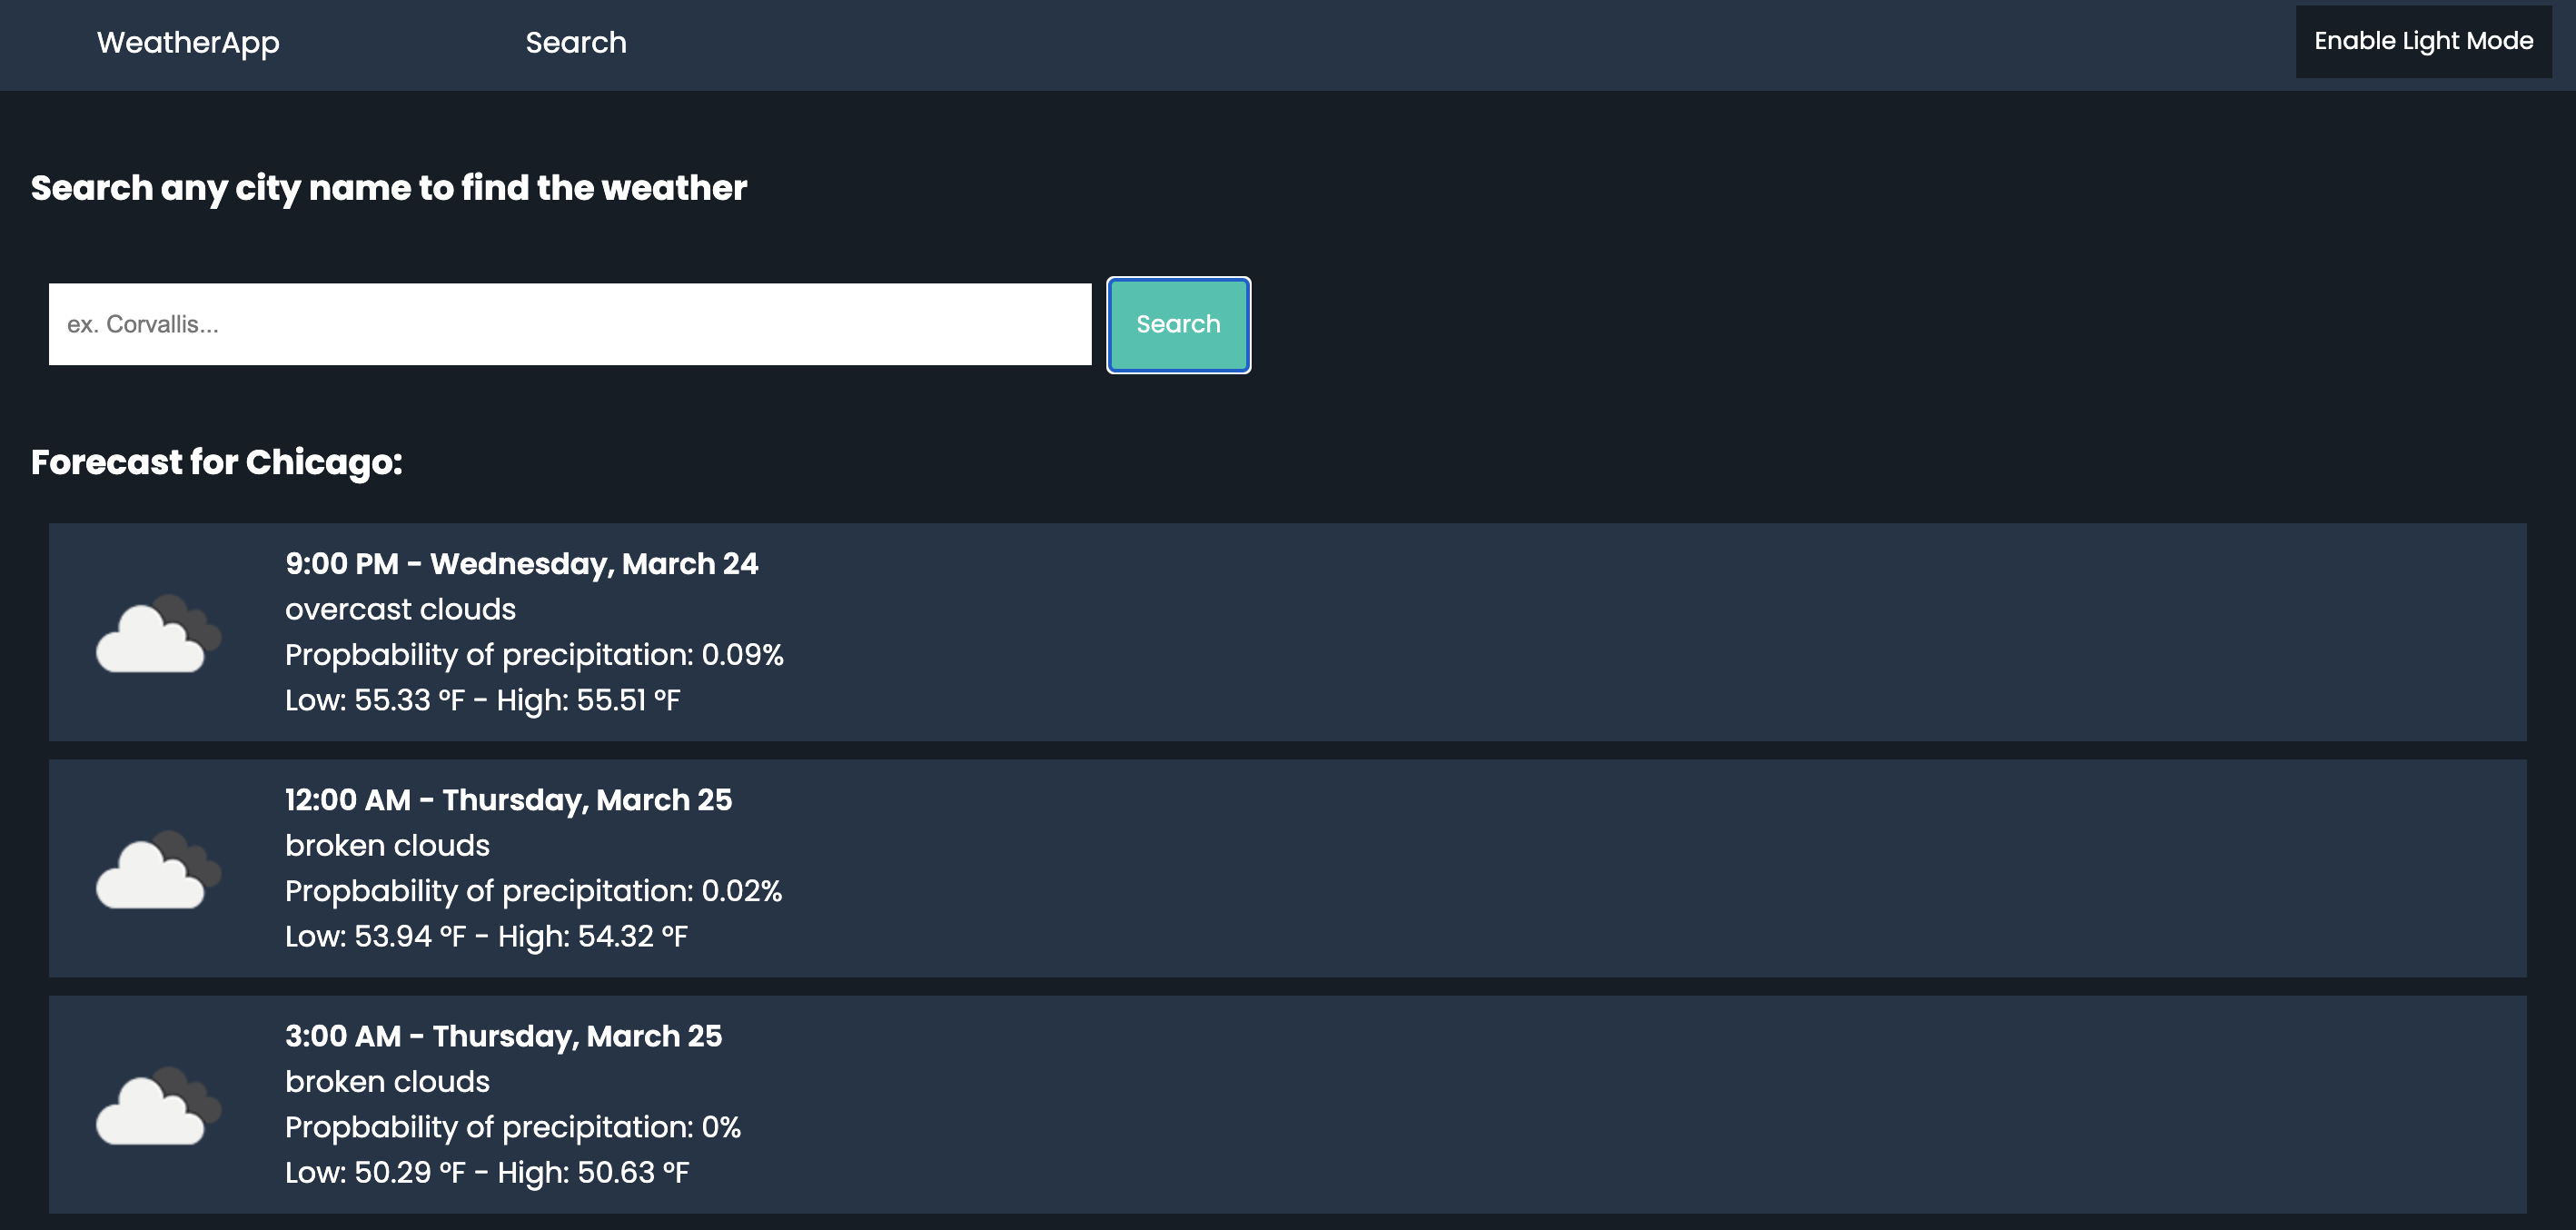 WeatherApp
Search
Enable Light Mode
Search any city name to find the weather
ex. Corvallis...
Search
Forecast for Chicago:
9:00 PM - Wednesday, March 24
overcast clouds
Propbability of precipitation: 0.09%
Low: 55.33 °F - High: 55.51 °F
12:00 AM - Thursday, March 25
broken clouds
Propbability of precipitation: 0.02%
Low: 53.94 °F - High: 54.32 °F
3:00 AM - Thursday, March 25
broken clouds
Propbability of precipitation: 0%
Low: 50.29 °F - High: 50.63 °F